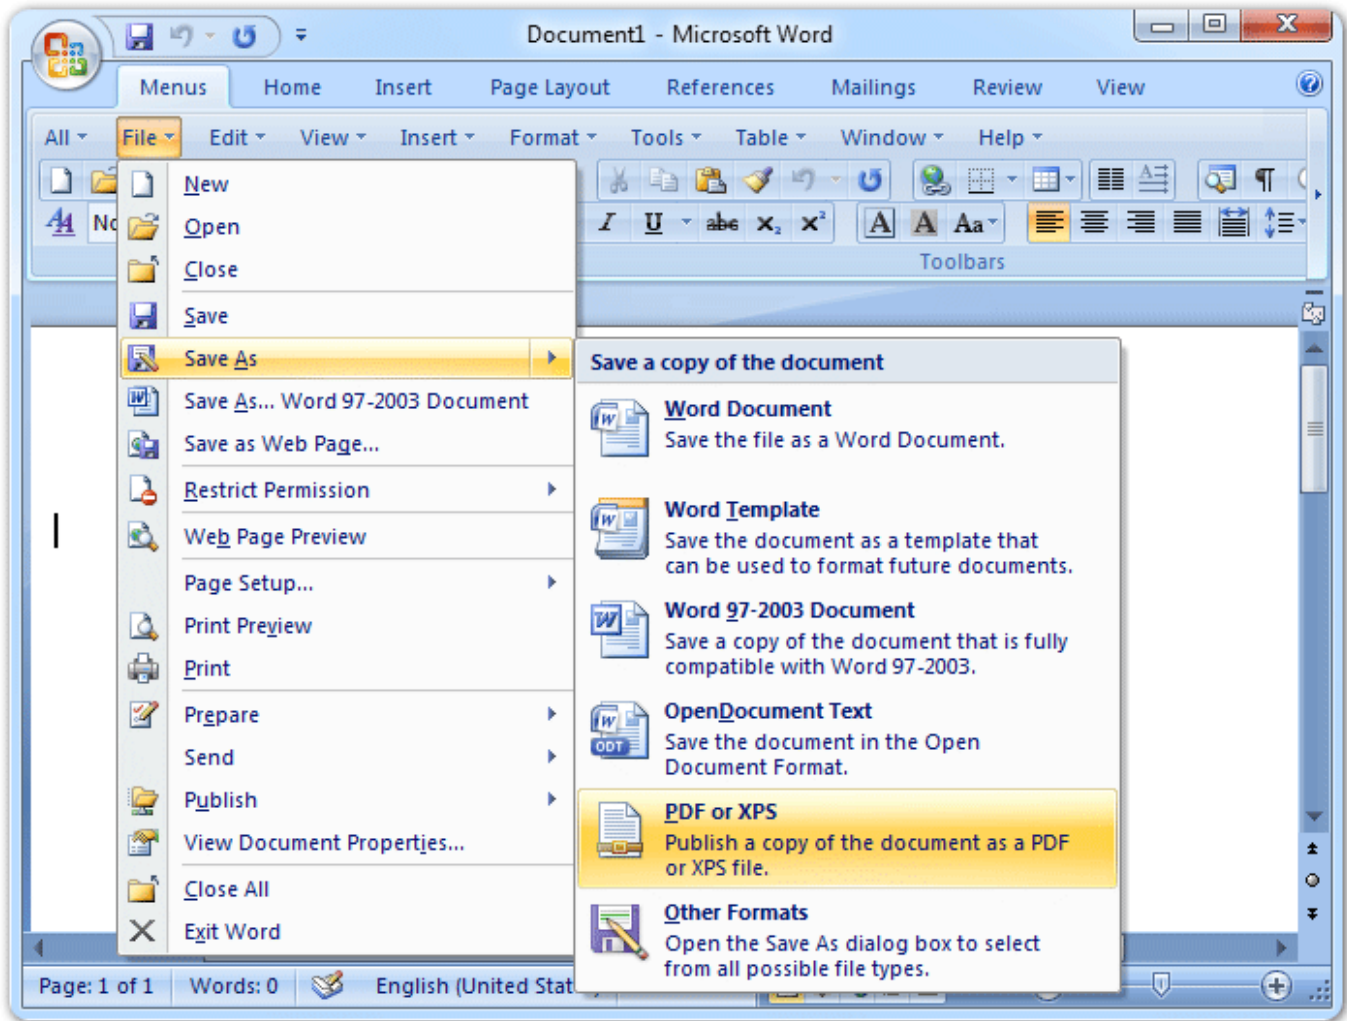 Document1 - Microsoft Word
Menus Home Insert Page Layout References Mailings Review View
All File Edit View Insert Format Tools Table Window Help
New
Open
Close
Save
Save As
Save As... Word 97-2003 Document
Save as Web Page...
Restrict Permission
Web Page Preview
Page Setup...
Print Preview
Print
Prepare
Send
Publish
View Document Properties...
Close All
Exit Word
I U abc x₂ x² A A Aa
Toolbars
Save a copy of the document
Word Document
Save the file as a Word Document.
Word Template
Save the document as a template that
can be used to format future documents.
Word 97-2003 Document
Save a copy of the document that is fully
compatible with Word 97-2003.
OpenDocument Text
Save the document in the Open
Document Format.
ODT
PDF or XPS
Publish a copy of the document as a PDF
or XPS file.
Other Formats
Open the Save As dialog box to select
from all possible file types.
Page: 1 of 1 Words: 0 English (United